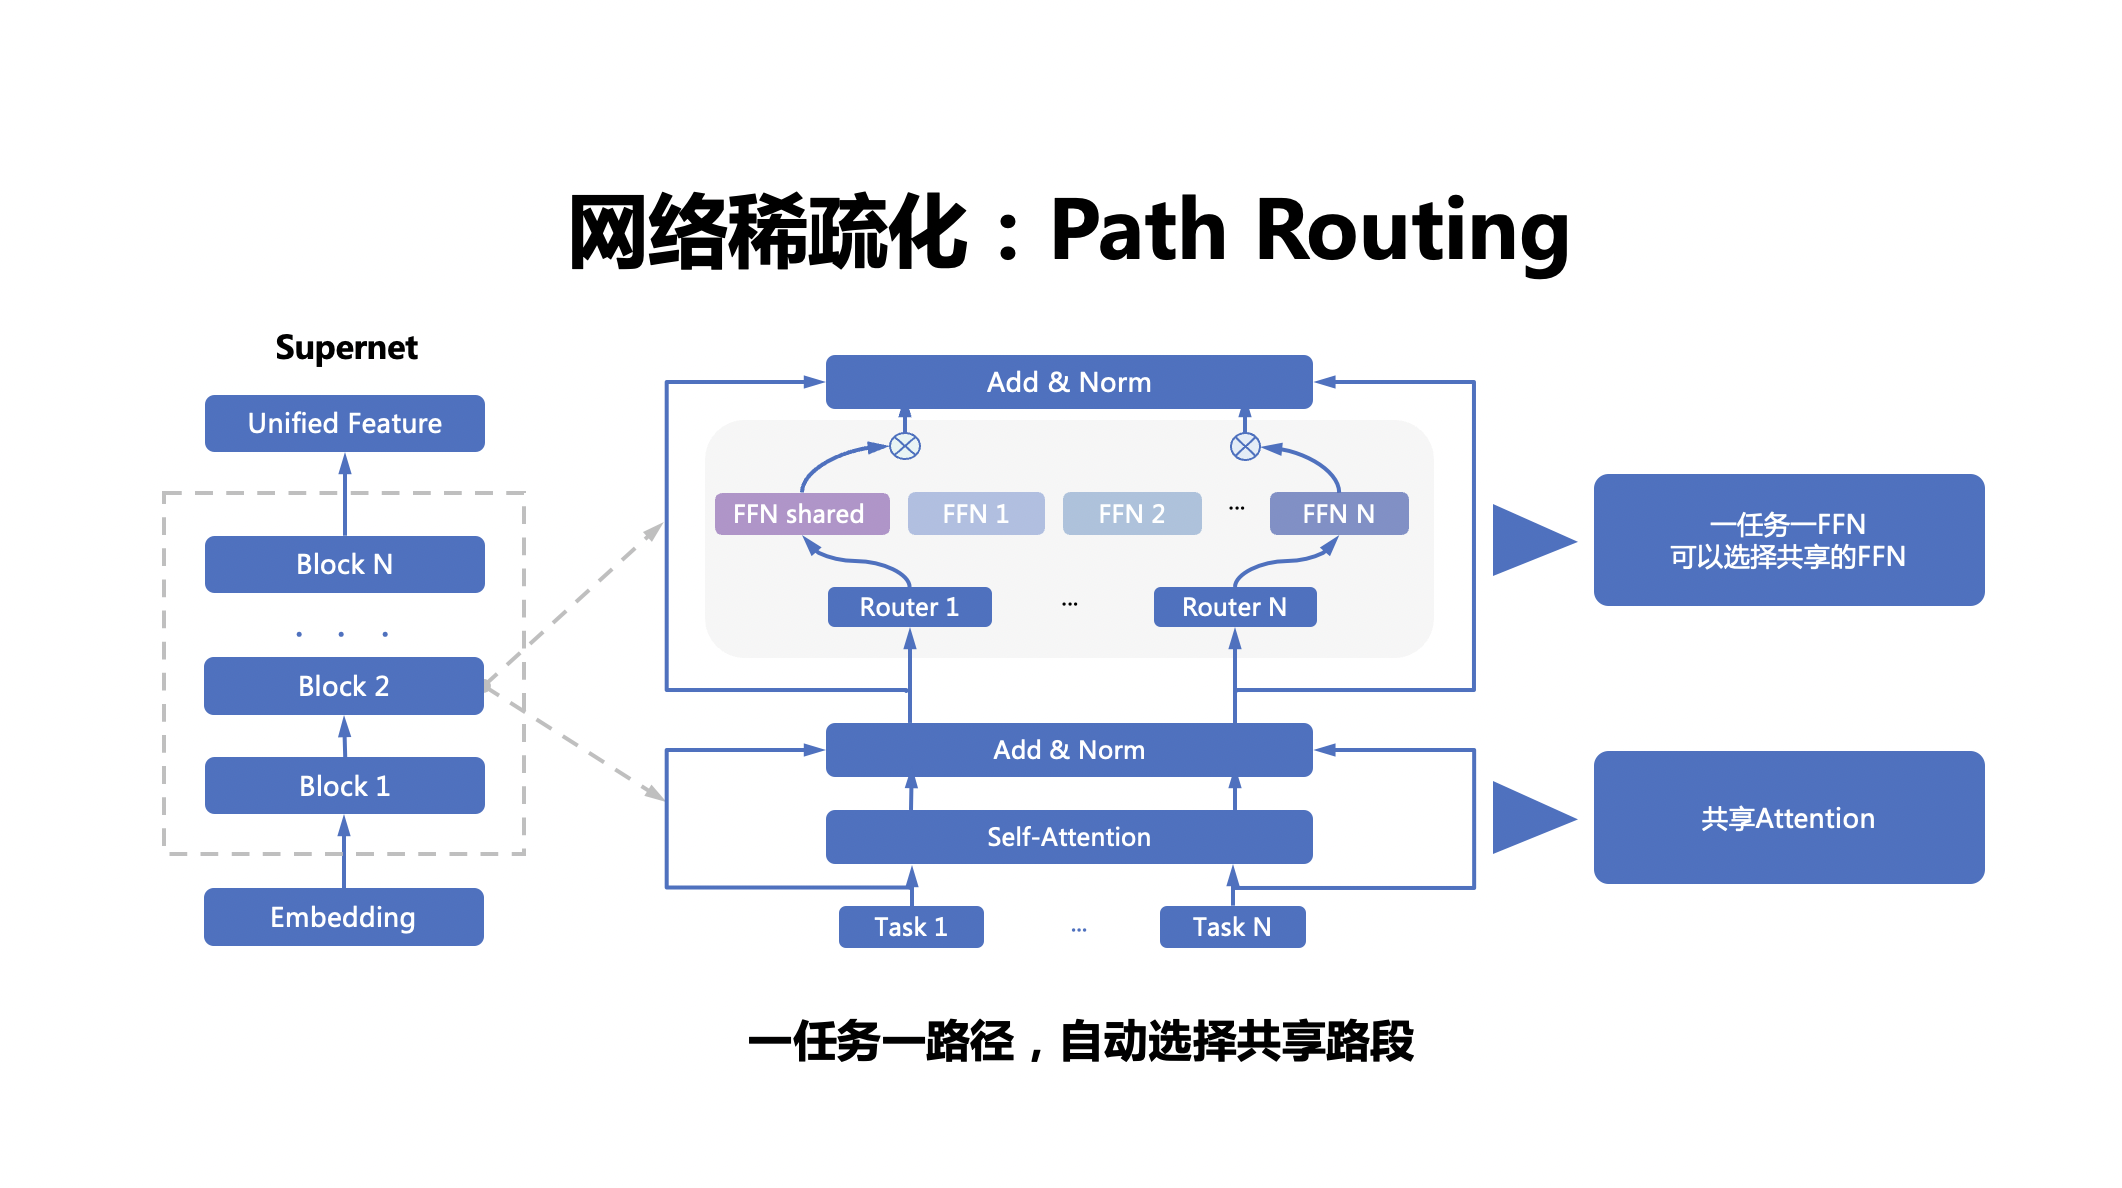 网络稀疏化：Path Routing
Supernet
Unified Feature
Block N
. . .
Block 2
Block 1
Embedding
Add & Norm
FFN shared
FFN 1
FFN 2
...
FFN N
Router 1
...
Router N
Add & Norm
Self-Attention
Task 1
...
Task N
一任务一FFN
可以选择共享的FFN
共享Attention
一任务一路径，自动选择共享路段